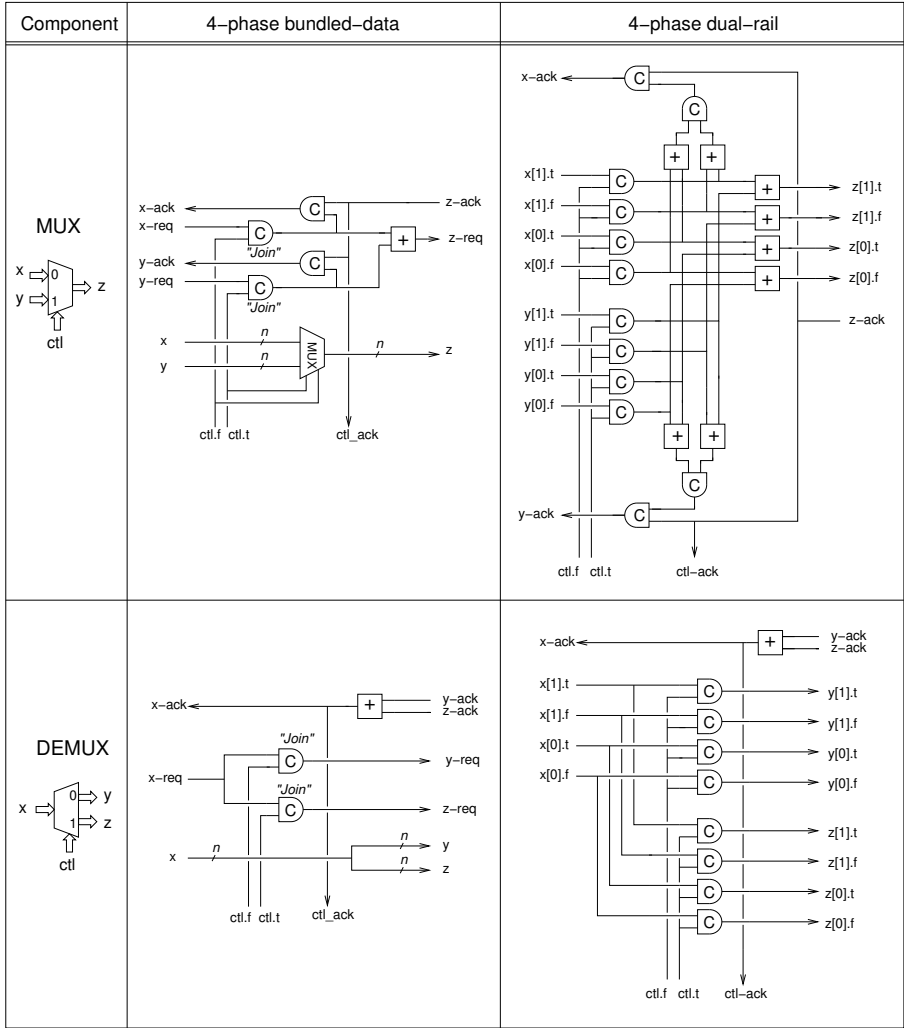 Component
4−phase bundled−data
4−phase dual−rail
MUX
x
0
y
1
z
ctl
x−ack
z−ack
C
x−req
C
+
z−req
"Join"
y−ack
C
y−req
C
"Join"
x
n
MUX
n
z
y
n
ctl.f
ctl.t
ctl_ack
x−ack
C
C
+
+
x[1].t
C
+
z[1].t
x[1].f
C
+
z[1].f
x[0].t
C
+
z[0].t
x[0].f
C
+
z[0].f
y[1].t
C
z−ack
y[1].f
C
y[0].t
C
y[0].f
C
+
+
C
y−ack
C
ctl.f
ctl.t
ctl−ack
DEMUX
x
0
y
1
z
ctl
x−ack
+
y−ack
z−ack
"Join"
C
y−req
x−req
"Join"
C
z−req
x
n
n
y
n
z
ctl.f
ctl.t
ctl_ack
x−ack
+
y−ack
z−ack
x[1].t
C
y[1].t
x[1].f
C
y[1].f
x[0].t
C
y[0].t
x[0].f
C
y[0].f
C
z[1].t
C
z[1].f
C
z[0].t
C
z[0].f
ctl.f
ctl.t
ctl−ack